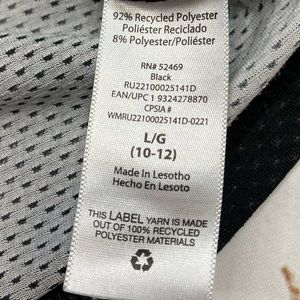 92% Recycled Polyester
Poliéster Reciclado
8% Polyester/Poliéster
RN# 52469
Black
RU22100025141D
EAN/UPC 1 9324278870
CPSIA #
WMRU22100025141D-0221
L/G
(10-12)
Made In Lesotho
Hecho En Lesoto
THIS LABEL YARN IS MADE
OUT OF 100% RECYCLED
POLYESTER MATERIALS